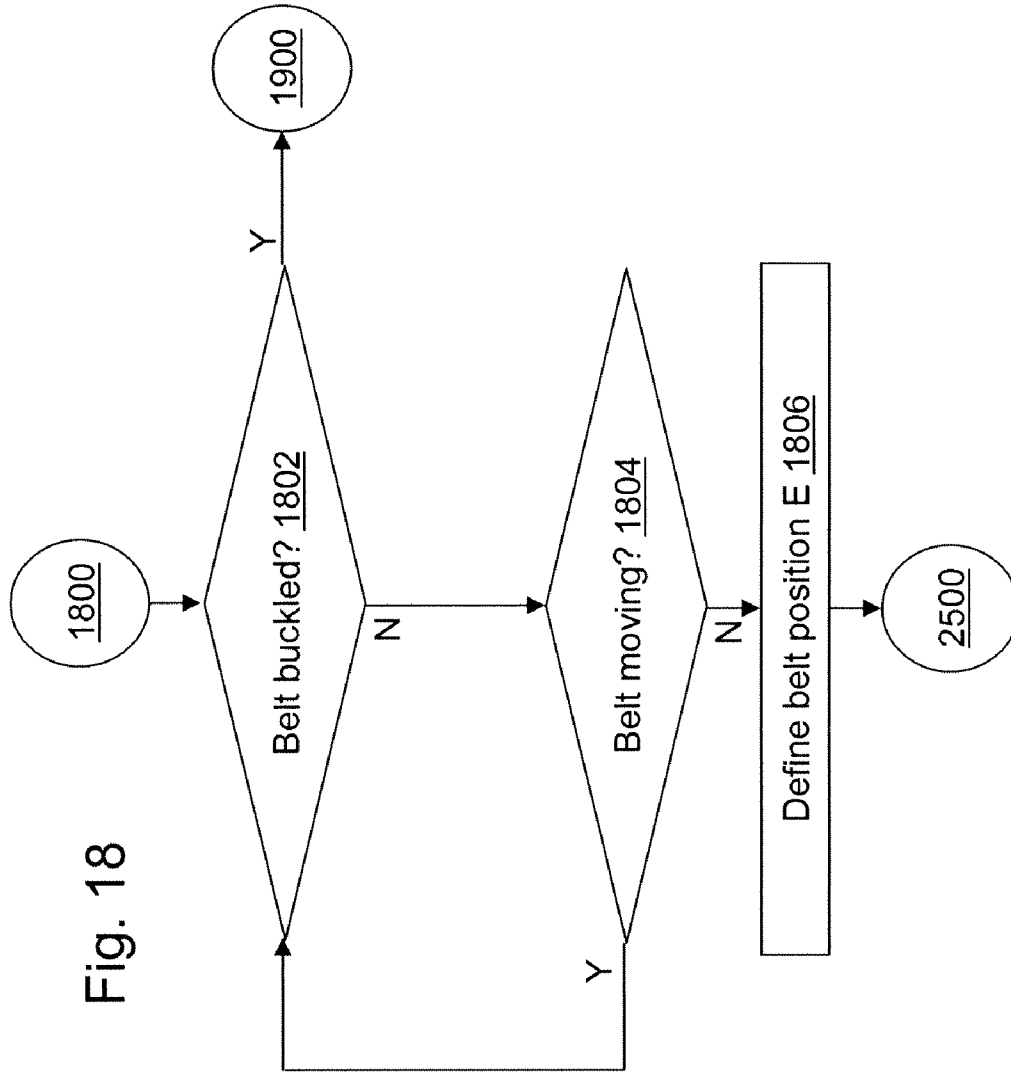 Fig. 18
1800
Belt buckled? 1802
Y
1900
N
Belt moving? 1804
Y
N
Define belt position E 1806
2500